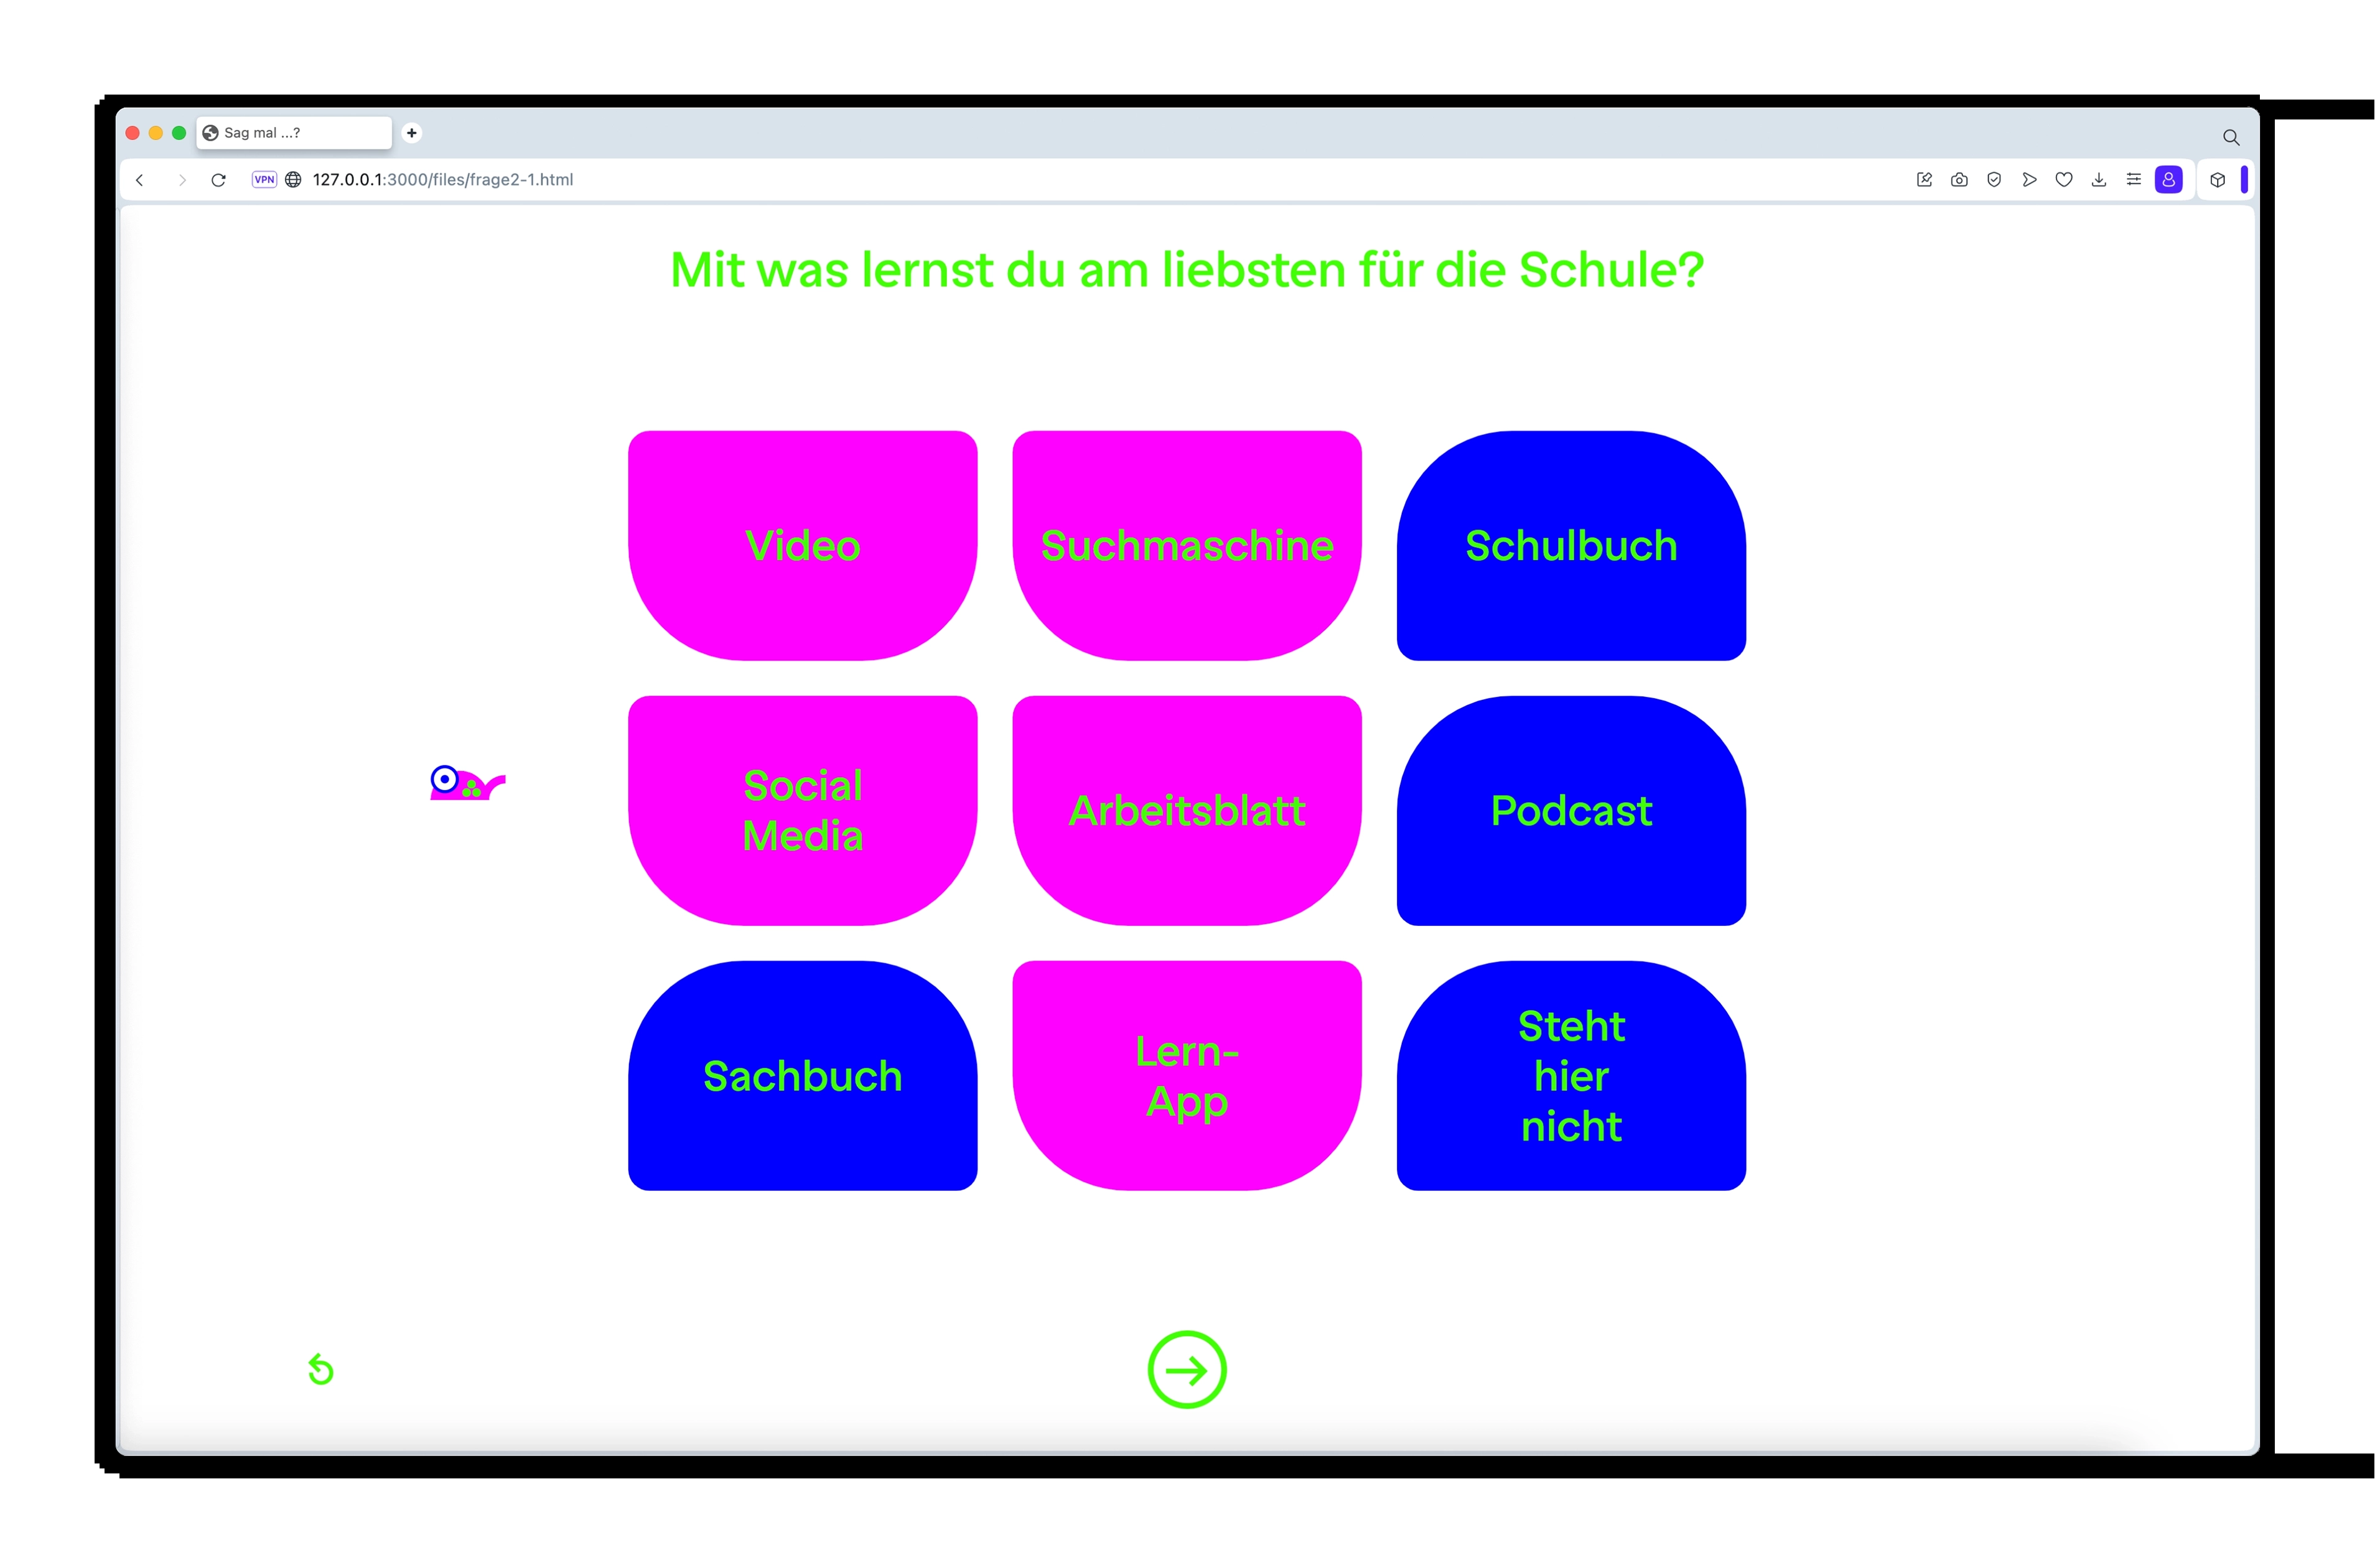 Sag mal ...?
VPN 127.0.0.1:3000/files/frage2-1.html
Mit was lernst du am liebsten für die Schule?
Video
Suchmaschine
Schulbuch
Social
Media
Arbeitsblatt
Podcast
Sachbuch
Lern-
App
Steht
hier
nicht